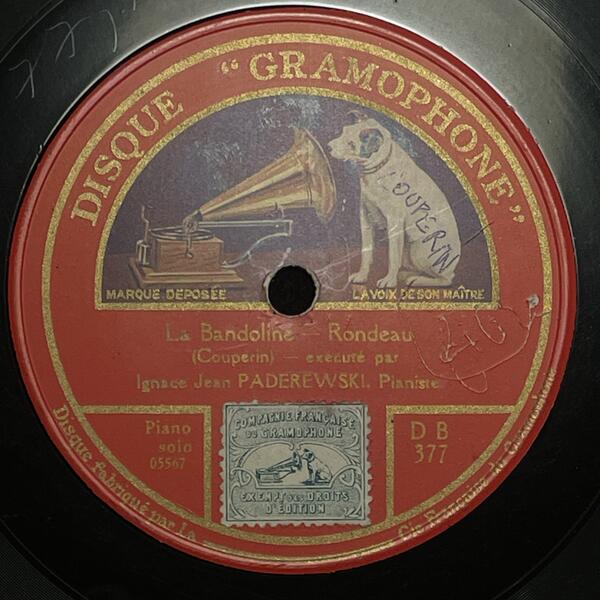 DISQUE "GRAMOPHONE"
COUPERIN
MARQUE DÉPOSÉE
LA VOIX DE SON MAÎTRE
La Bandoline - Rondeau
(Couperin) — exécuté par
Ignace Jean PADEREWSKI. Pianiste
Piano
solo
05567
COMPAGNIE FRANÇAISE
DU GRAMOPHONE
EXEMPT DES DROITS
D'ÉDITION
D B
377
Disque fabriqué par La
Cie Française du Gramophone